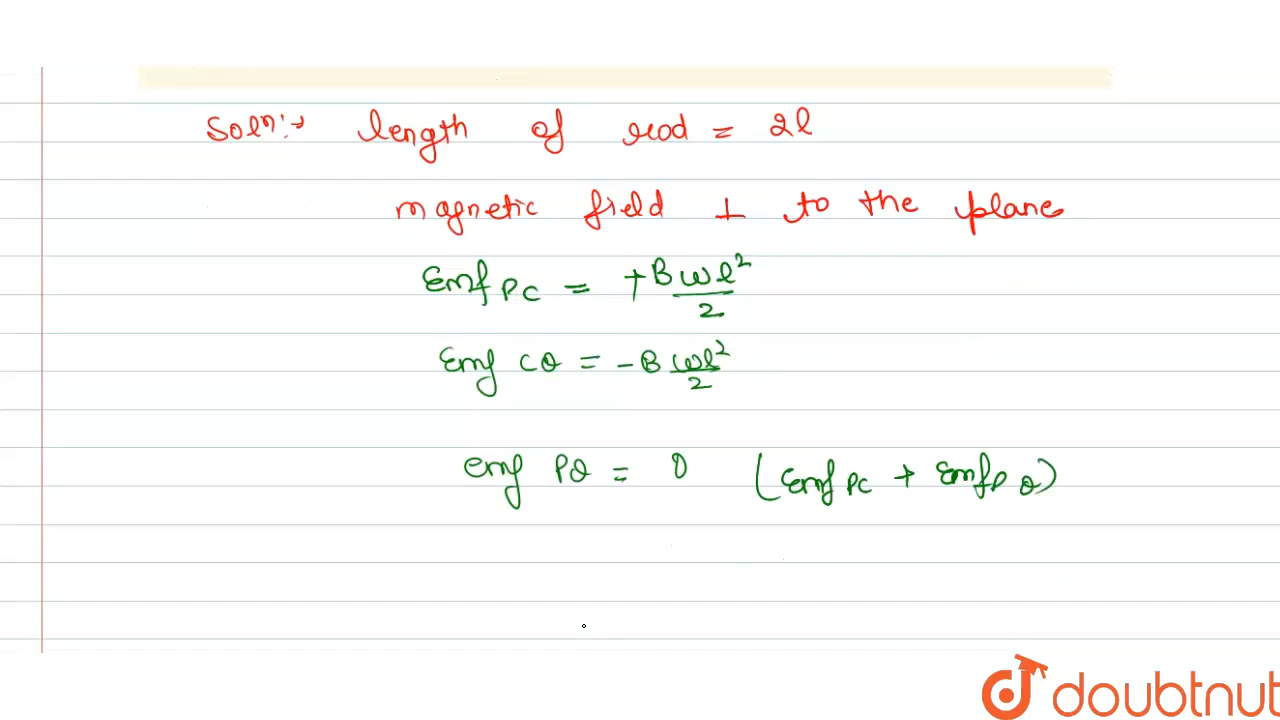 Solⁿ:→ length of rod = 2l
magnetic field ⊥ to the plane
Emf PC = +Bωl²/2
Emf CQ = -Bωl²/2
emf PQ = 0 (Emf PC + Emf P Q)
doubtnut